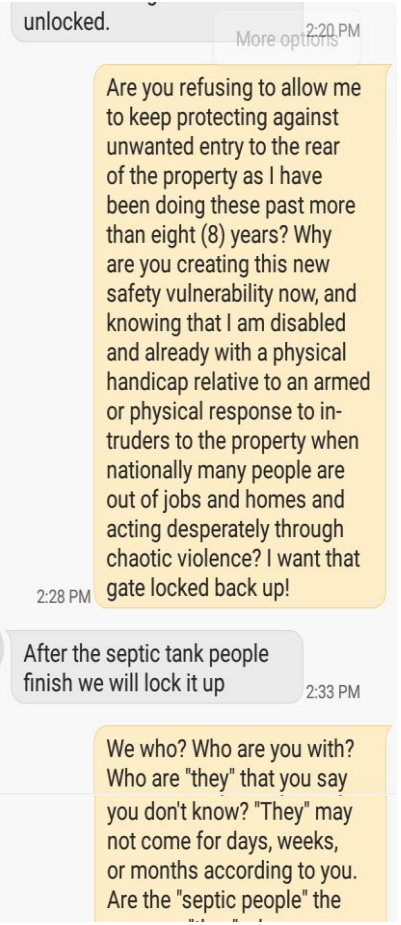 unlocked.
2:20 PM
More options
Are you refusing to allow me
to keep protecting against
unwanted entry to the rear
of the property as I have
been doing these past more
than eight (8) years? Why
are you creating this new
safety vulnerability now, and
knowing that I am disabled
and already with a physical
handicap relative to an armed
or physical response to in-
truders to the property when
nationally many people are
out of jobs and homes and
acting desperately through
chaotic violence? I want that
gate locked back up!
2:28 PM
After the septic tank people
finish we will lock it up
2:33 PM
We who? Who are you with?
Who are "they" that you say
you don't know? "They" may
not come for days, weeks,
or months according to you.
Are the "septic people" the